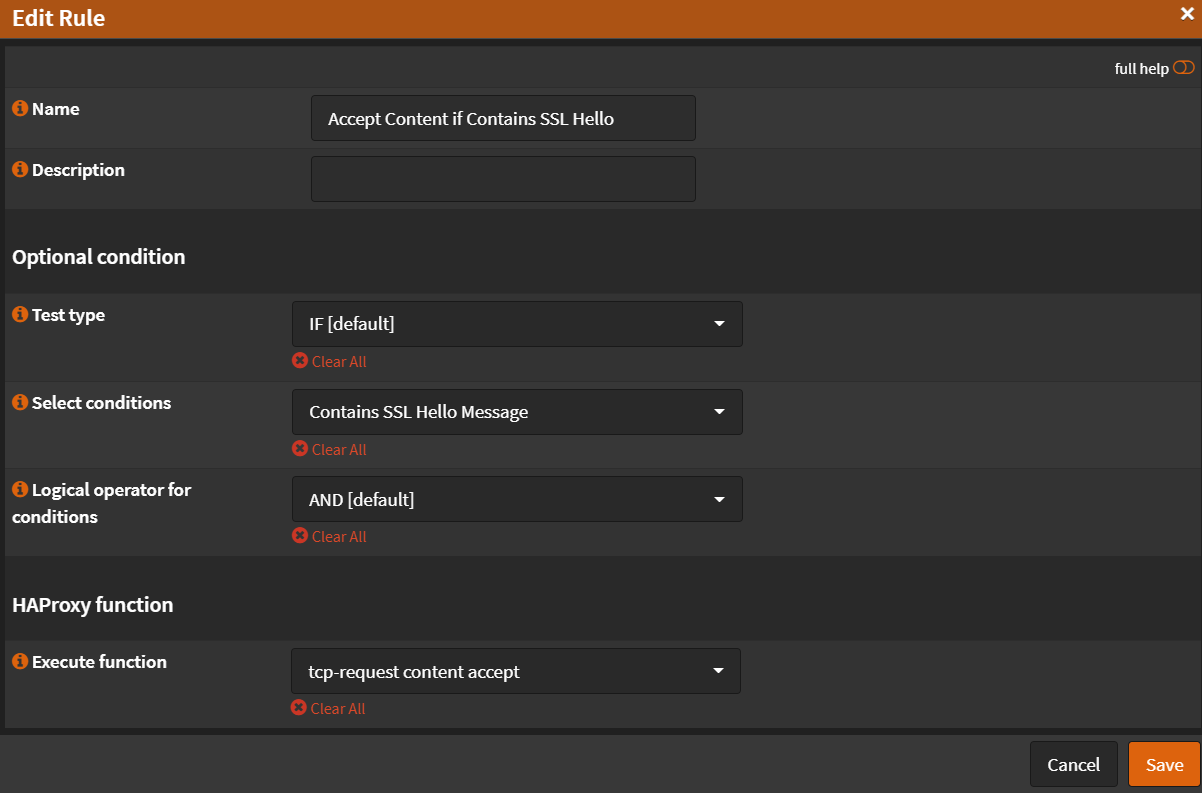 Edit Rule
full help
Name
Accept Content if Contains SSL Hello
Description
Optional condition
Test type
IF [default]
Clear All
Select conditions
Contains SSL Hello Message
Clear All
Logical operator for
conditions
AND [default]
Clear All
HAProxy function
Execute function
tcp-request content accept
Clear All
Cancel
Save